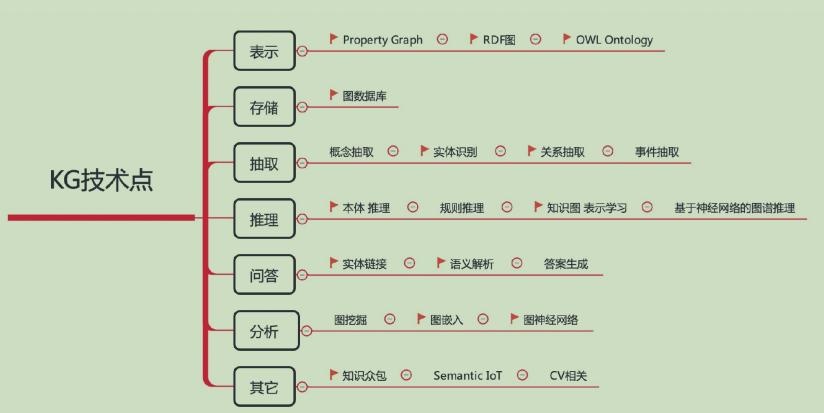 KG技术点
表示
Property Graph RDF图 OWL Ontology
存储
图数据库
抽取
概念抽取 实体识别 关系抽取 事件抽取
推理
本体 推理 规则推理 知识图 表示学习 基于神经网络的图谱推理
问答
实体链接 语义解析 答案生成
分析
图挖掘 图嵌入 图神经网络
其它
知识众包 Semantic IoT CV相关